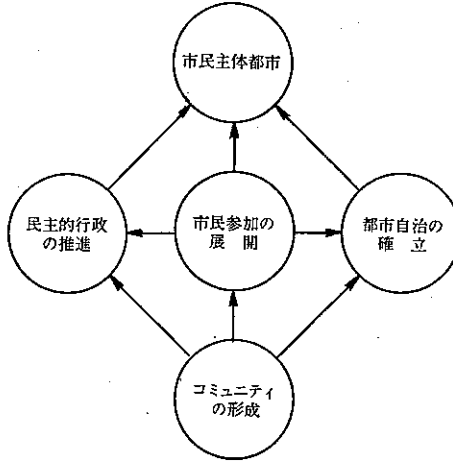 市民主体都市
民主的行政
の推進
市民参加の
展 開
都市自治の
確 立
コミュニティ
の形成